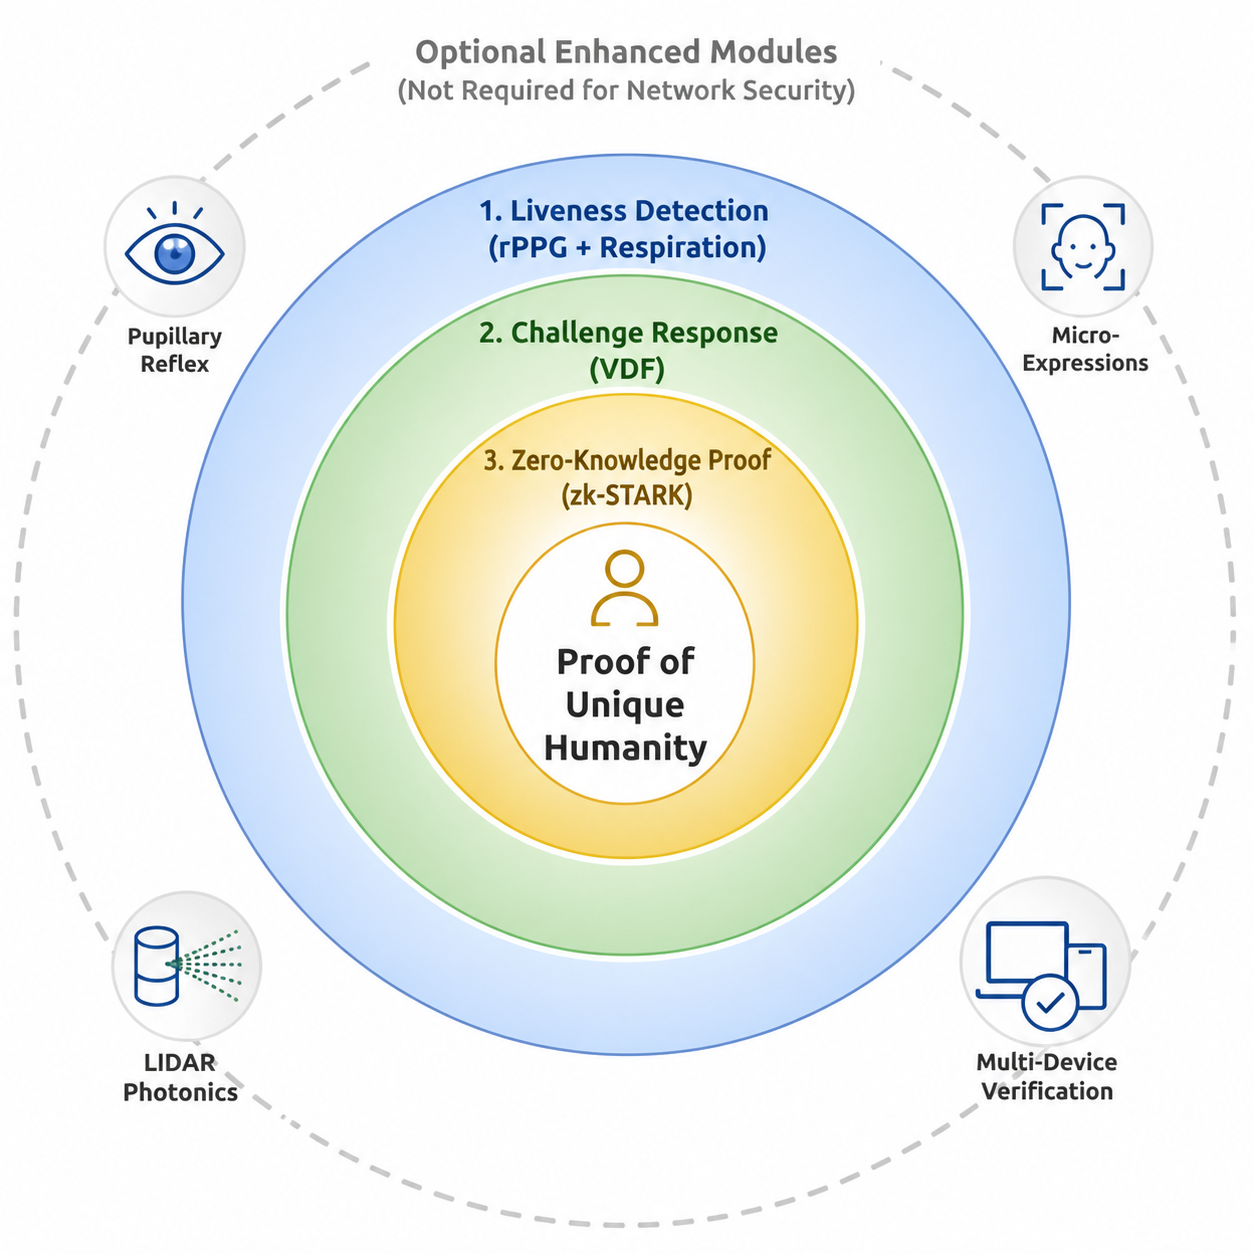 Optional Enhanced Modules
(Not Required for Network Security)
1. Liveness Detection
(rPPG + Respiration)
Pupillary
Reflex
Micro-
Expressions
2. Challenge Response
(VDF)
3. Zero-Knowledge Proof
(zk-STARK)
Proof of
Unique
Humanity
LIDAR
Photonics
Multi-Device
Verification